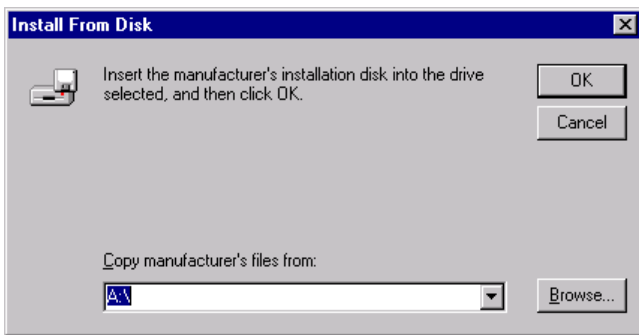 Install From Disk
Insert the manufacturer's installation disk into the drive
selected, and then click OK.
OK
Cancel
Copy manufacturer's files from:
A:\
Browse...